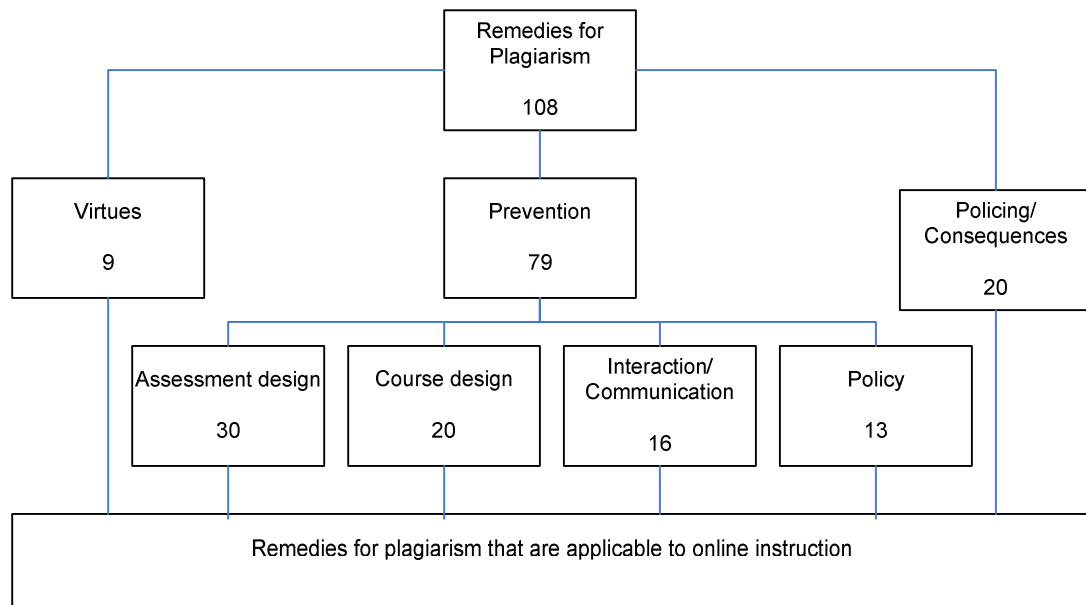 Remedies for
Plagiarism
108
Virtues
9
Prevention
79
Policing/
Consequences
20
Assessment design
30
Course design
20
Interaction/
Communication
16
Policy
13
Remedies for plagiarism that are applicable to online instruction